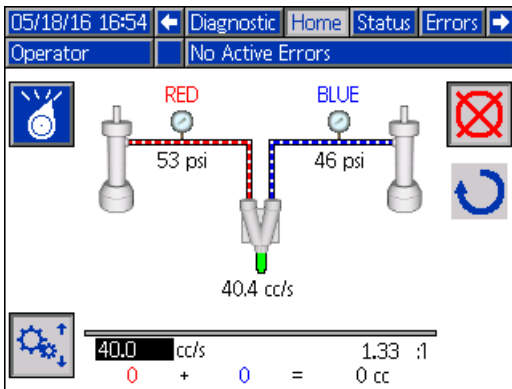 05/18/16 16:54 Diagnostic Home Status Errors
Operator No Active Errors
RED BLUE
53 psi 46 psi
40.4 cc/s
40.0 cc/s 1.33 :1
0 + 0 = 0 cc